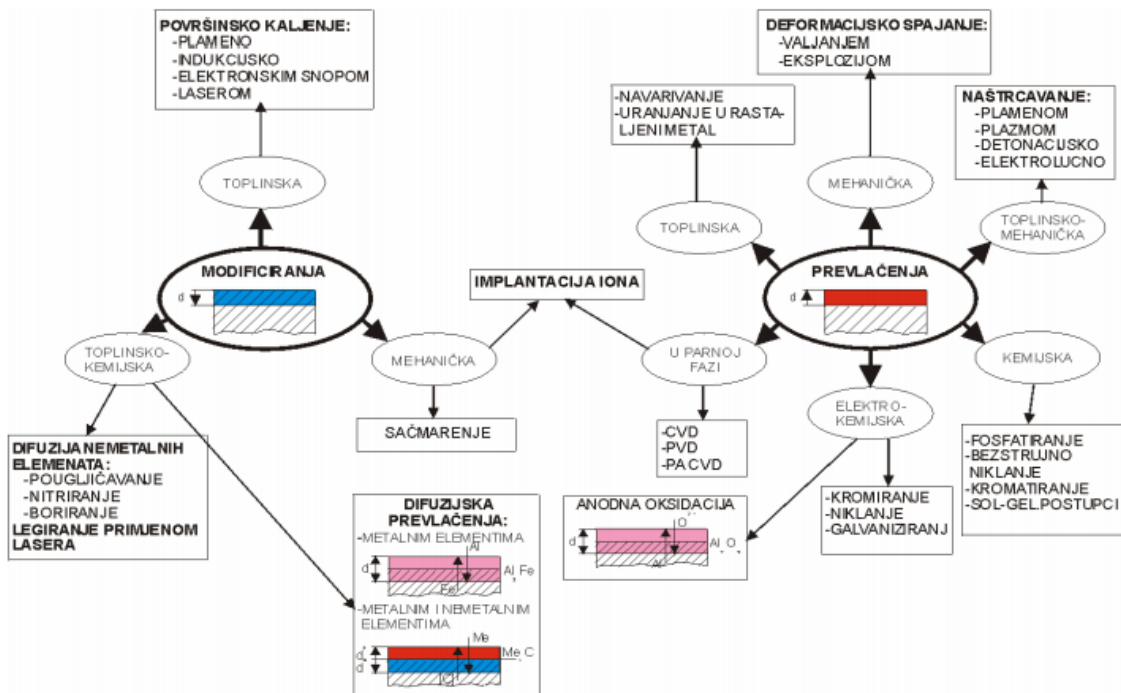 POVRŠINSKO KALJENJE:
-PLAMENO
-INDUKCIJSKO
-ELEKTRONSKIM SNOPOM
-LASEROM
DEFORMACIJSKO SPAJANJE:
-VALJANJEM
-EKSPLOZIJOM
-NAVARIVANJE
-URANJANJE U RASTA-
LJENI METAL
NAŠTRCAVANJE:
-PLAMENOM
-PLAZMOM
-DETONACIJSKO
-ELEKTROLUCNO
TOPLINSKA
MEHANIČKA
TOPLINSKA
TOPLINSKO-
MEHANIČKA
MODIFICIRANJA
d
IMPLANTACIJA IONA
PREVLAČENJA
d
TOPLINSKO-
KEMIJSKA
MEHANIČKA
U PARNOJ
FAZI
KEMIJSKA
ELEKTRO-
KEMIJSKA
SAČMARENJE
-CVD
-PVD
-PACVD
DIFUZIJA NEMETALNIH
ELEMENATA:
-POUGLJIČAVANJE
-NITRIRANJE
-BORIRANJE
LEGIRANJE PRIMJENOM
LASERA
-FOSFATIRANJE
-BEZSTRUJNO
NIKLANJE
-KROMATIRANJE
-SOL-GEL.POSTUPCI
-KROMIRANJE
-NIKLANJE
-GALVANIZIRANJ
ANODNA OKSIDACIJA
O
d
Al O
Al
DIFUZIJSKA
PREVLAČENJA:
-METALNIM ELEMENTIMA
Al
d
Al Fe
Fe
-METALNIM I NEMETALNIM
ELEMENTIMA
Me
d
Me C
d
C